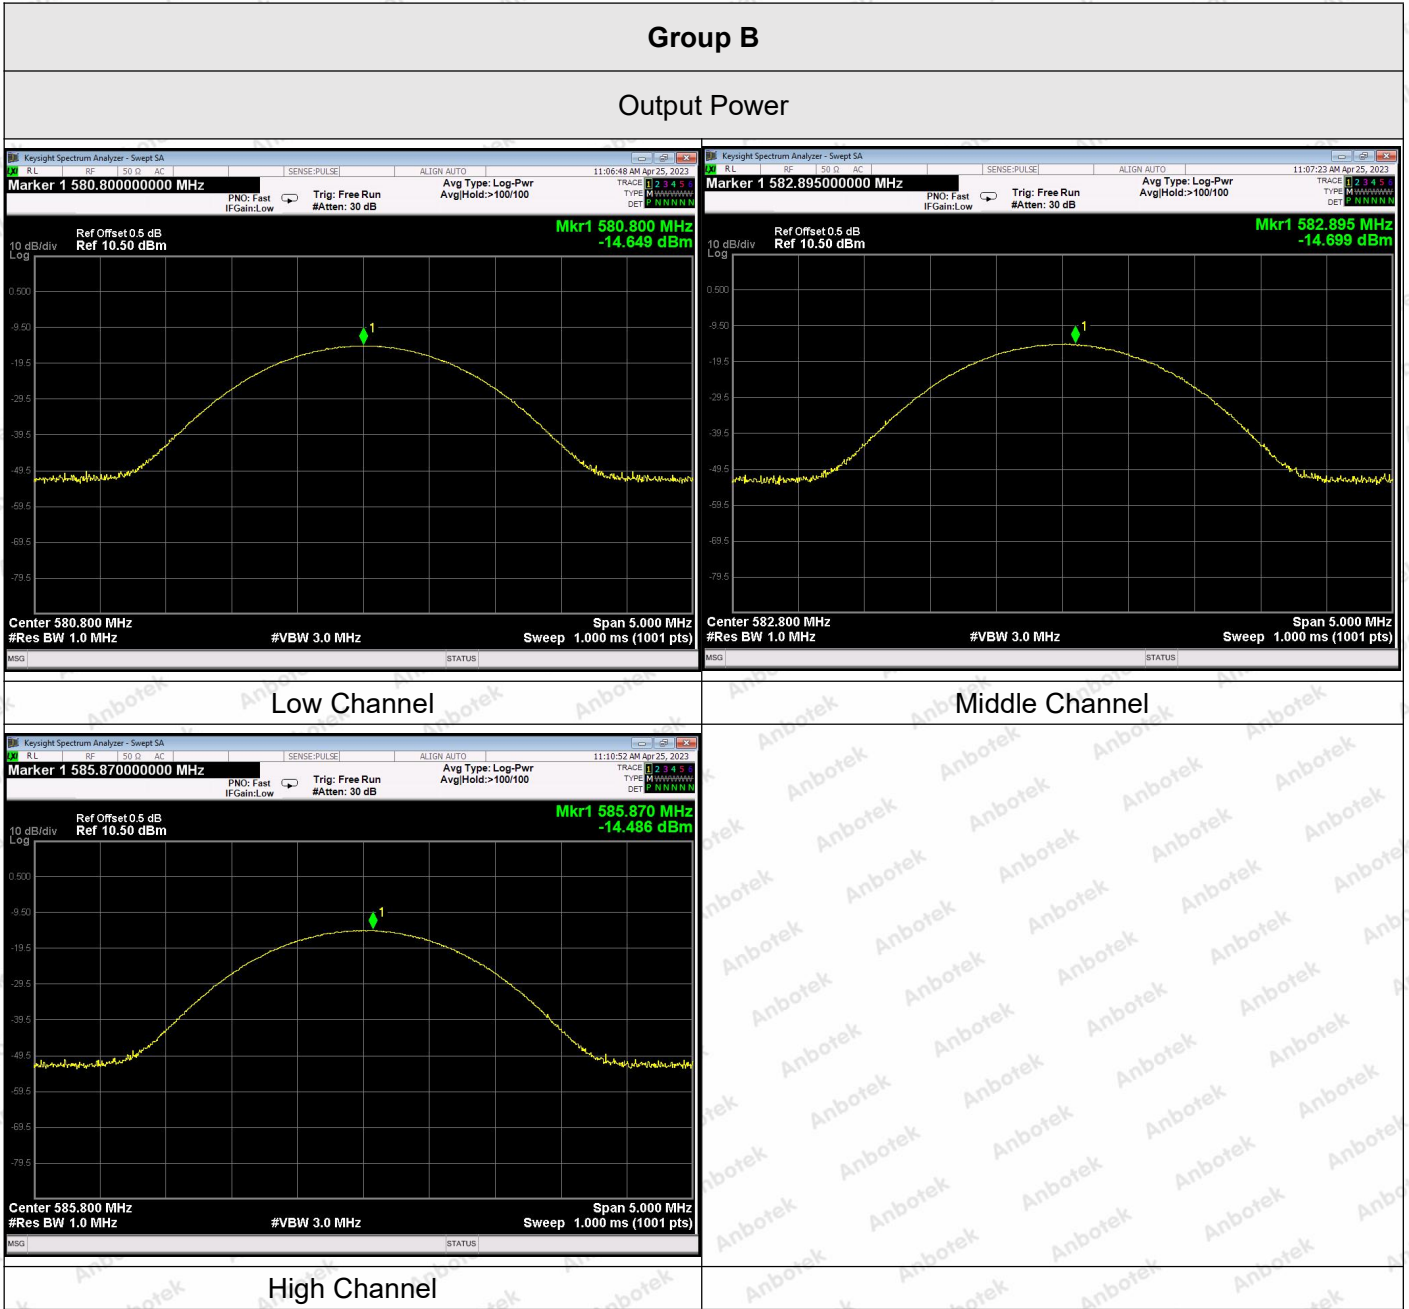 Group B
Output Power
Keysight Spectrum Analyzer - Swept SA
RL RF 50 Ω AC SENSE:PULSE ALIGN AUTO 11:06:48 AM Apr 25, 2023
Marker 1 580.800000000 MHz
PNO: Fast
IFGain:Low
Trig: Free Run
#Atten: 30 dB
Avg Type: Log-Pwr
Avg|Hold:>100/100
TRACE 1 2 3 4 5 6
TYPE M WWWWW
DET P N N N N N
Mkr1 580.800 MHz
-14.649 dBm
Ref Offset 0.5 dB
10 dB/div Ref 10.50 dBm
Log
0.500
-9.50
1
-19.5
-29.5
-39.5
-49.5
-59.5
-69.5
-79.5
Center 580.800 MHz Span 5.000 MHz
#Res BW 1.0 MHz #VBW 3.0 MHz Sweep 1.000 ms (1001 pts)
MSG STATUS
Low Channel
Keysight Spectrum Analyzer - Swept SA
RL RF 50 Ω AC SENSE:PULSE ALIGN AUTO 11:07:23 AM Apr 25, 2023
Marker 1 582.895000000 MHz
PNO: Fast
IFGain:Low
Trig: Free Run
#Atten: 30 dB
Avg Type: Log-Pwr
Avg|Hold:>100/100
TRACE 1 2 3 4 5 6
TYPE M WWWWW
DET P N N N N N
Mkr1 582.895 MHz
-14.699 dBm
Ref Offset 0.5 dB
10 dB/div Ref 10.50 dBm
Log
0.500
-9.50
1
-19.5
-29.5
-39.5
-49.5
-59.5
-69.5
-79.5
Center 582.800 MHz Span 5.000 MHz
#Res BW 1.0 MHz #VBW 3.0 MHz Sweep 1.000 ms (1001 pts)
MSG STATUS
Middle Channel
Keysight Spectrum Analyzer - Swept SA
RL RF 50 Ω AC SENSE:PULSE ALIGN AUTO 11:10:52 AM Apr 25, 2023
Marker 1 585.870000000 MHz
PNO: Fast
IFGain:Low
Trig: Free Run
#Atten: 30 dB
Avg Type: Log-Pwr
Avg|Hold:>100/100
TRACE 1 2 3 4 5 6
TYPE M WWWWW
DET P N N N N N
Mkr1 585.870 MHz
-14.486 dBm
Ref Offset 0.5 dB
10 dB/div Ref 10.50 dBm
Log
0.500
-9.50
1
-19.5
-29.5
-39.5
-49.5
-59.5
-69.5
-79.5
Center 585.800 MHz Span 5.000 MHz
#Res BW 1.0 MHz #VBW 3.0 MHz Sweep 1.000 ms (1001 pts)
MSG STATUS
High Channel
Anbotek